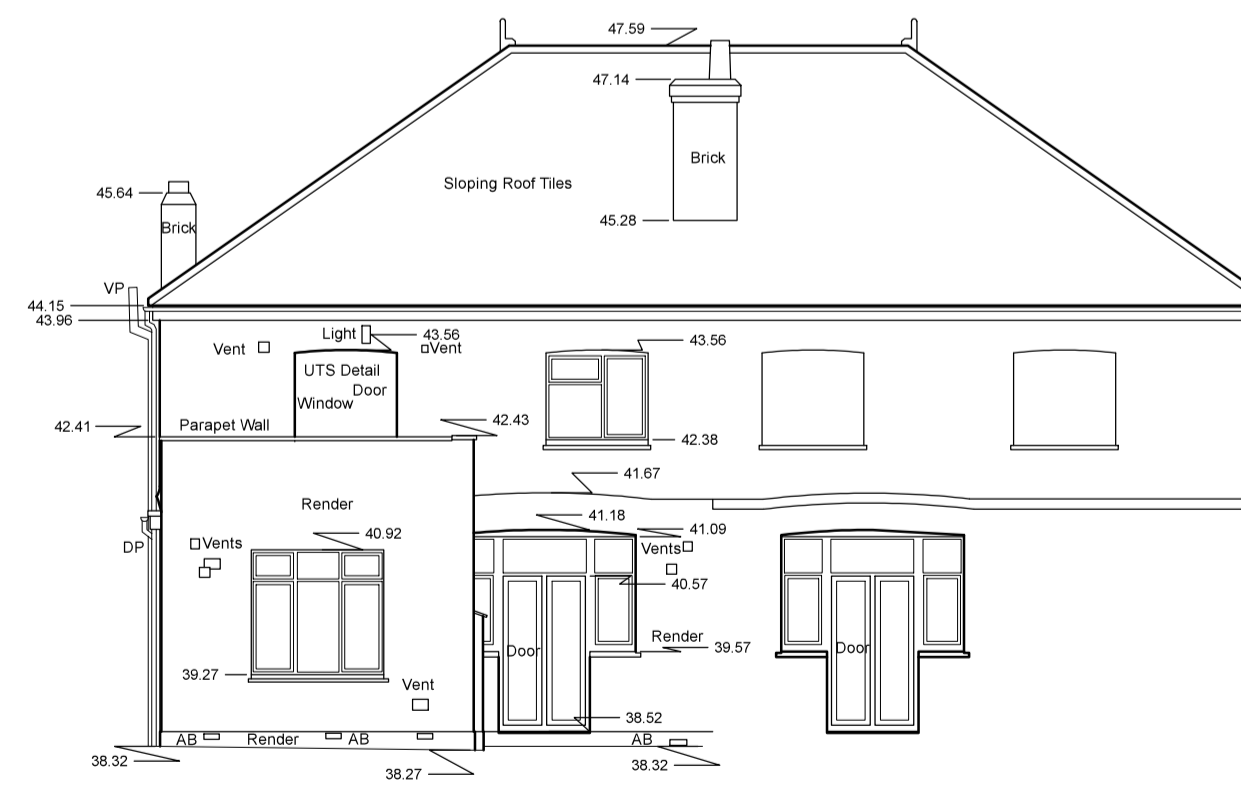 47.59
47.14
Brick
Sloping Roof Tiles
45.64
45.28
Brick
VP
44.15
43.96
Light
43.56
43.56
Vent
Vent
UTS Detail
Door
Window
42.41
Parapet Wall
42.43
42.38
41.67
Render
41.18
41.09
40.92
DP
Vents
Vents
40.57
Render
39.57
Door
Door
39.27
Vent
38.52
AB
Render
AB
AB
38.32
38.32
38.27